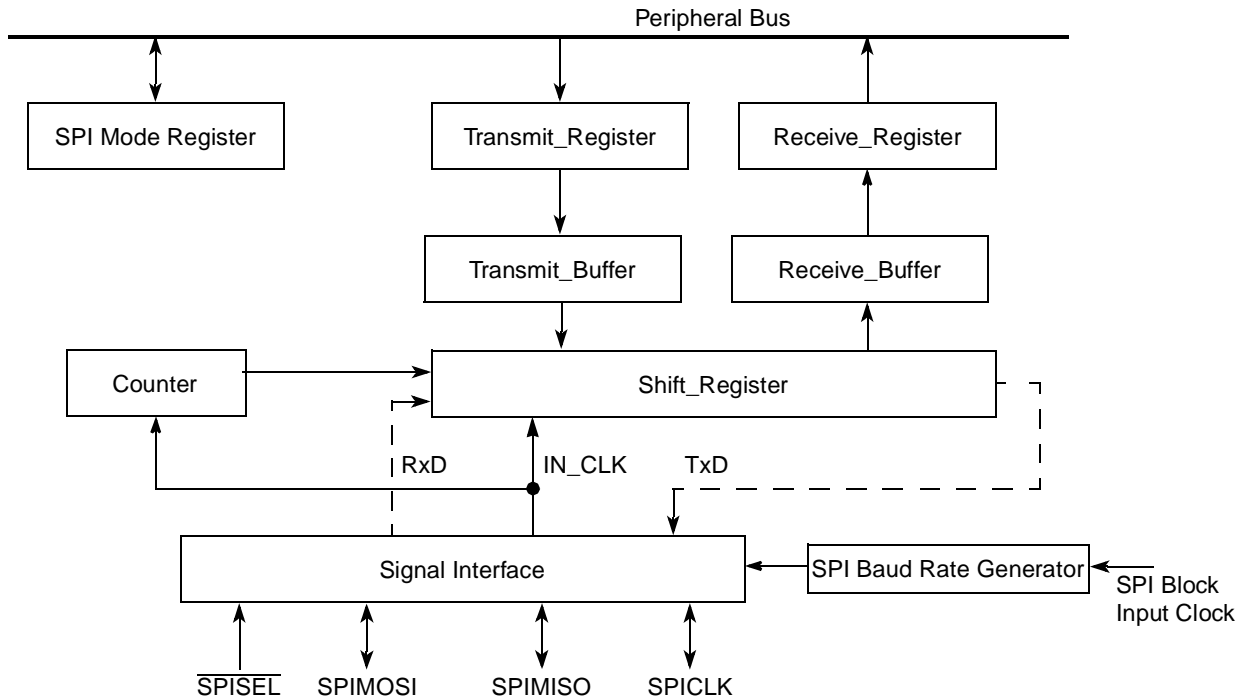 Peripheral Bus
SPI Mode Register
Transmit_Register
Receive_Register
Transmit_Buffer
Receive_Buffer
Counter
Shift_Register
RxD
IN_CLK
TxD
Signal Interface
SPI Baud Rate Generator
SPI Block
Input Clock
SPISEL
SPIMOSI
SPIMISO
SPICLK